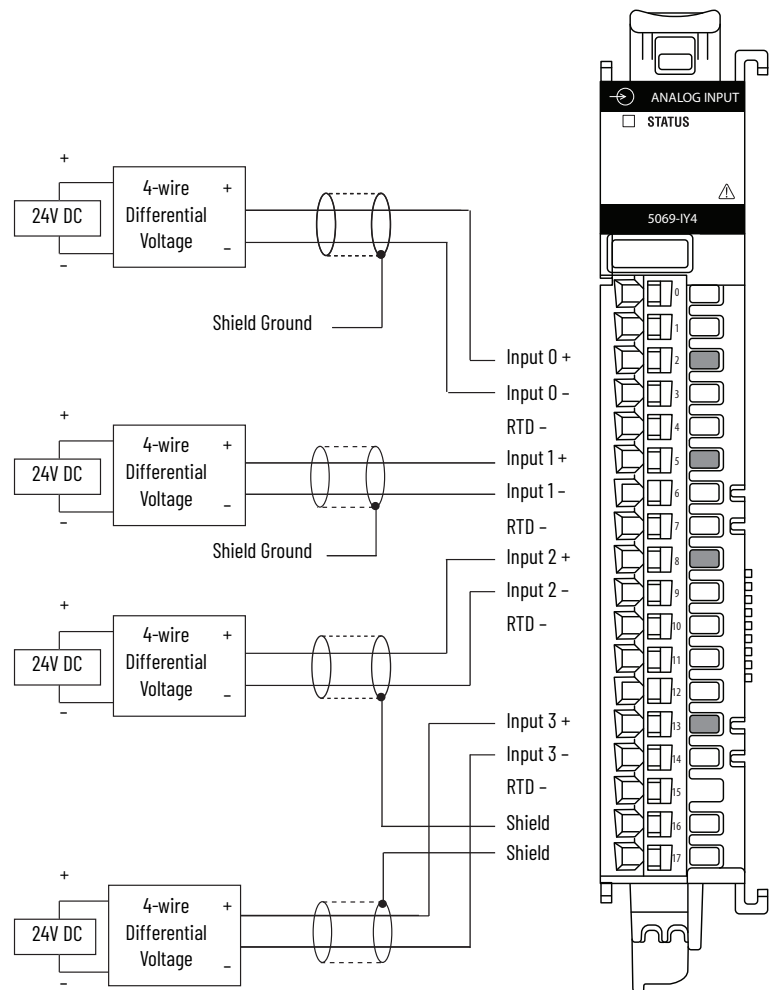 ANALOG INPUT
STATUS
5069-IY4
+
24V DC
–
4-wire
Differential
Voltage
+
–
Shield Ground
+
24V DC
–
4-wire
Differential
Voltage
+
–
Shield Ground
+
24V DC
–
4-wire
Differential
Voltage
+
–
+
24V DC
–
4-wire
Differential
Voltage
+
–
Input 0 +
Input 0 –
RTD –
Input 1 +
Input 1 –
RTD –
Input 2 +
Input 2 –
RTD –
Input 3 +
Input 3 –
RTD –
Shield
Shield
0
1
2
3
4
5
6
7
8
9
10
11
12
13
14
15
16
17